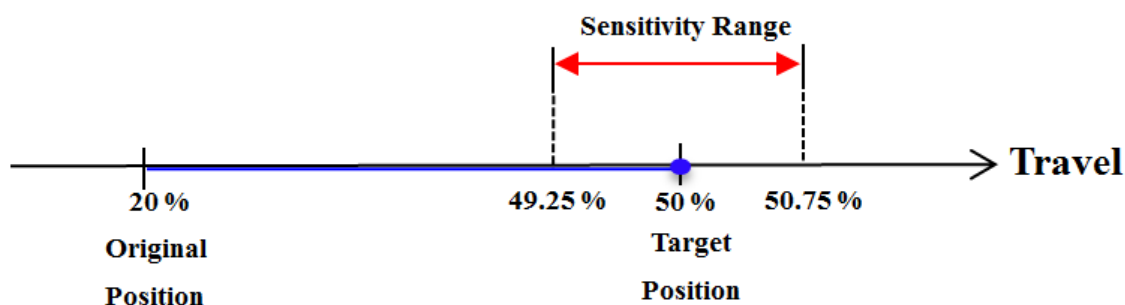 Sensitivity Range
Travel
20 %
49.25 %
50 %
50.75 %
Original
Position
Target
Position